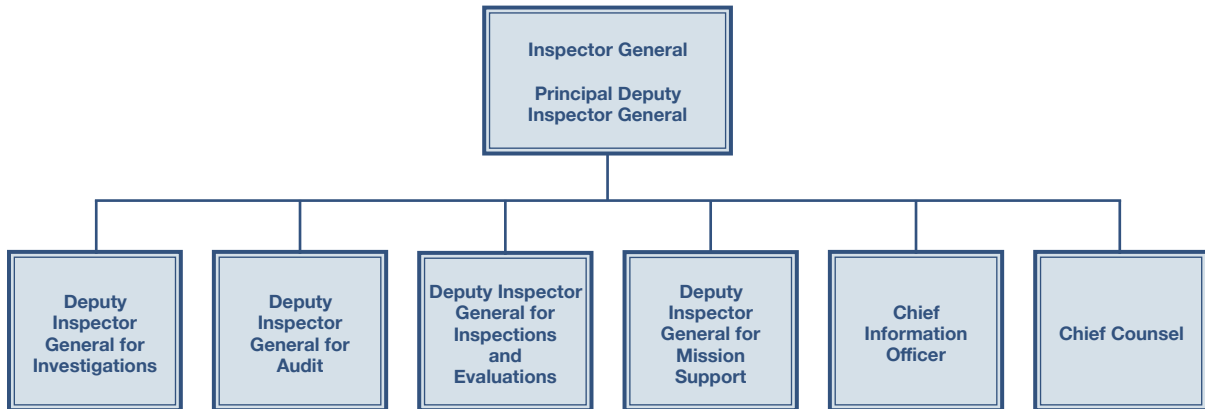 Inspector General
Principal Deputy
Inspector General
Deputy
Inspector
General for
Investigations
Deputy
Inspector
General for
Audit
Deputy Inspector
General for
Inspections
and
Evaluations
Deputy
Inspector
General for
Mission
Support
Chief
Information
Officer
Chief Counsel